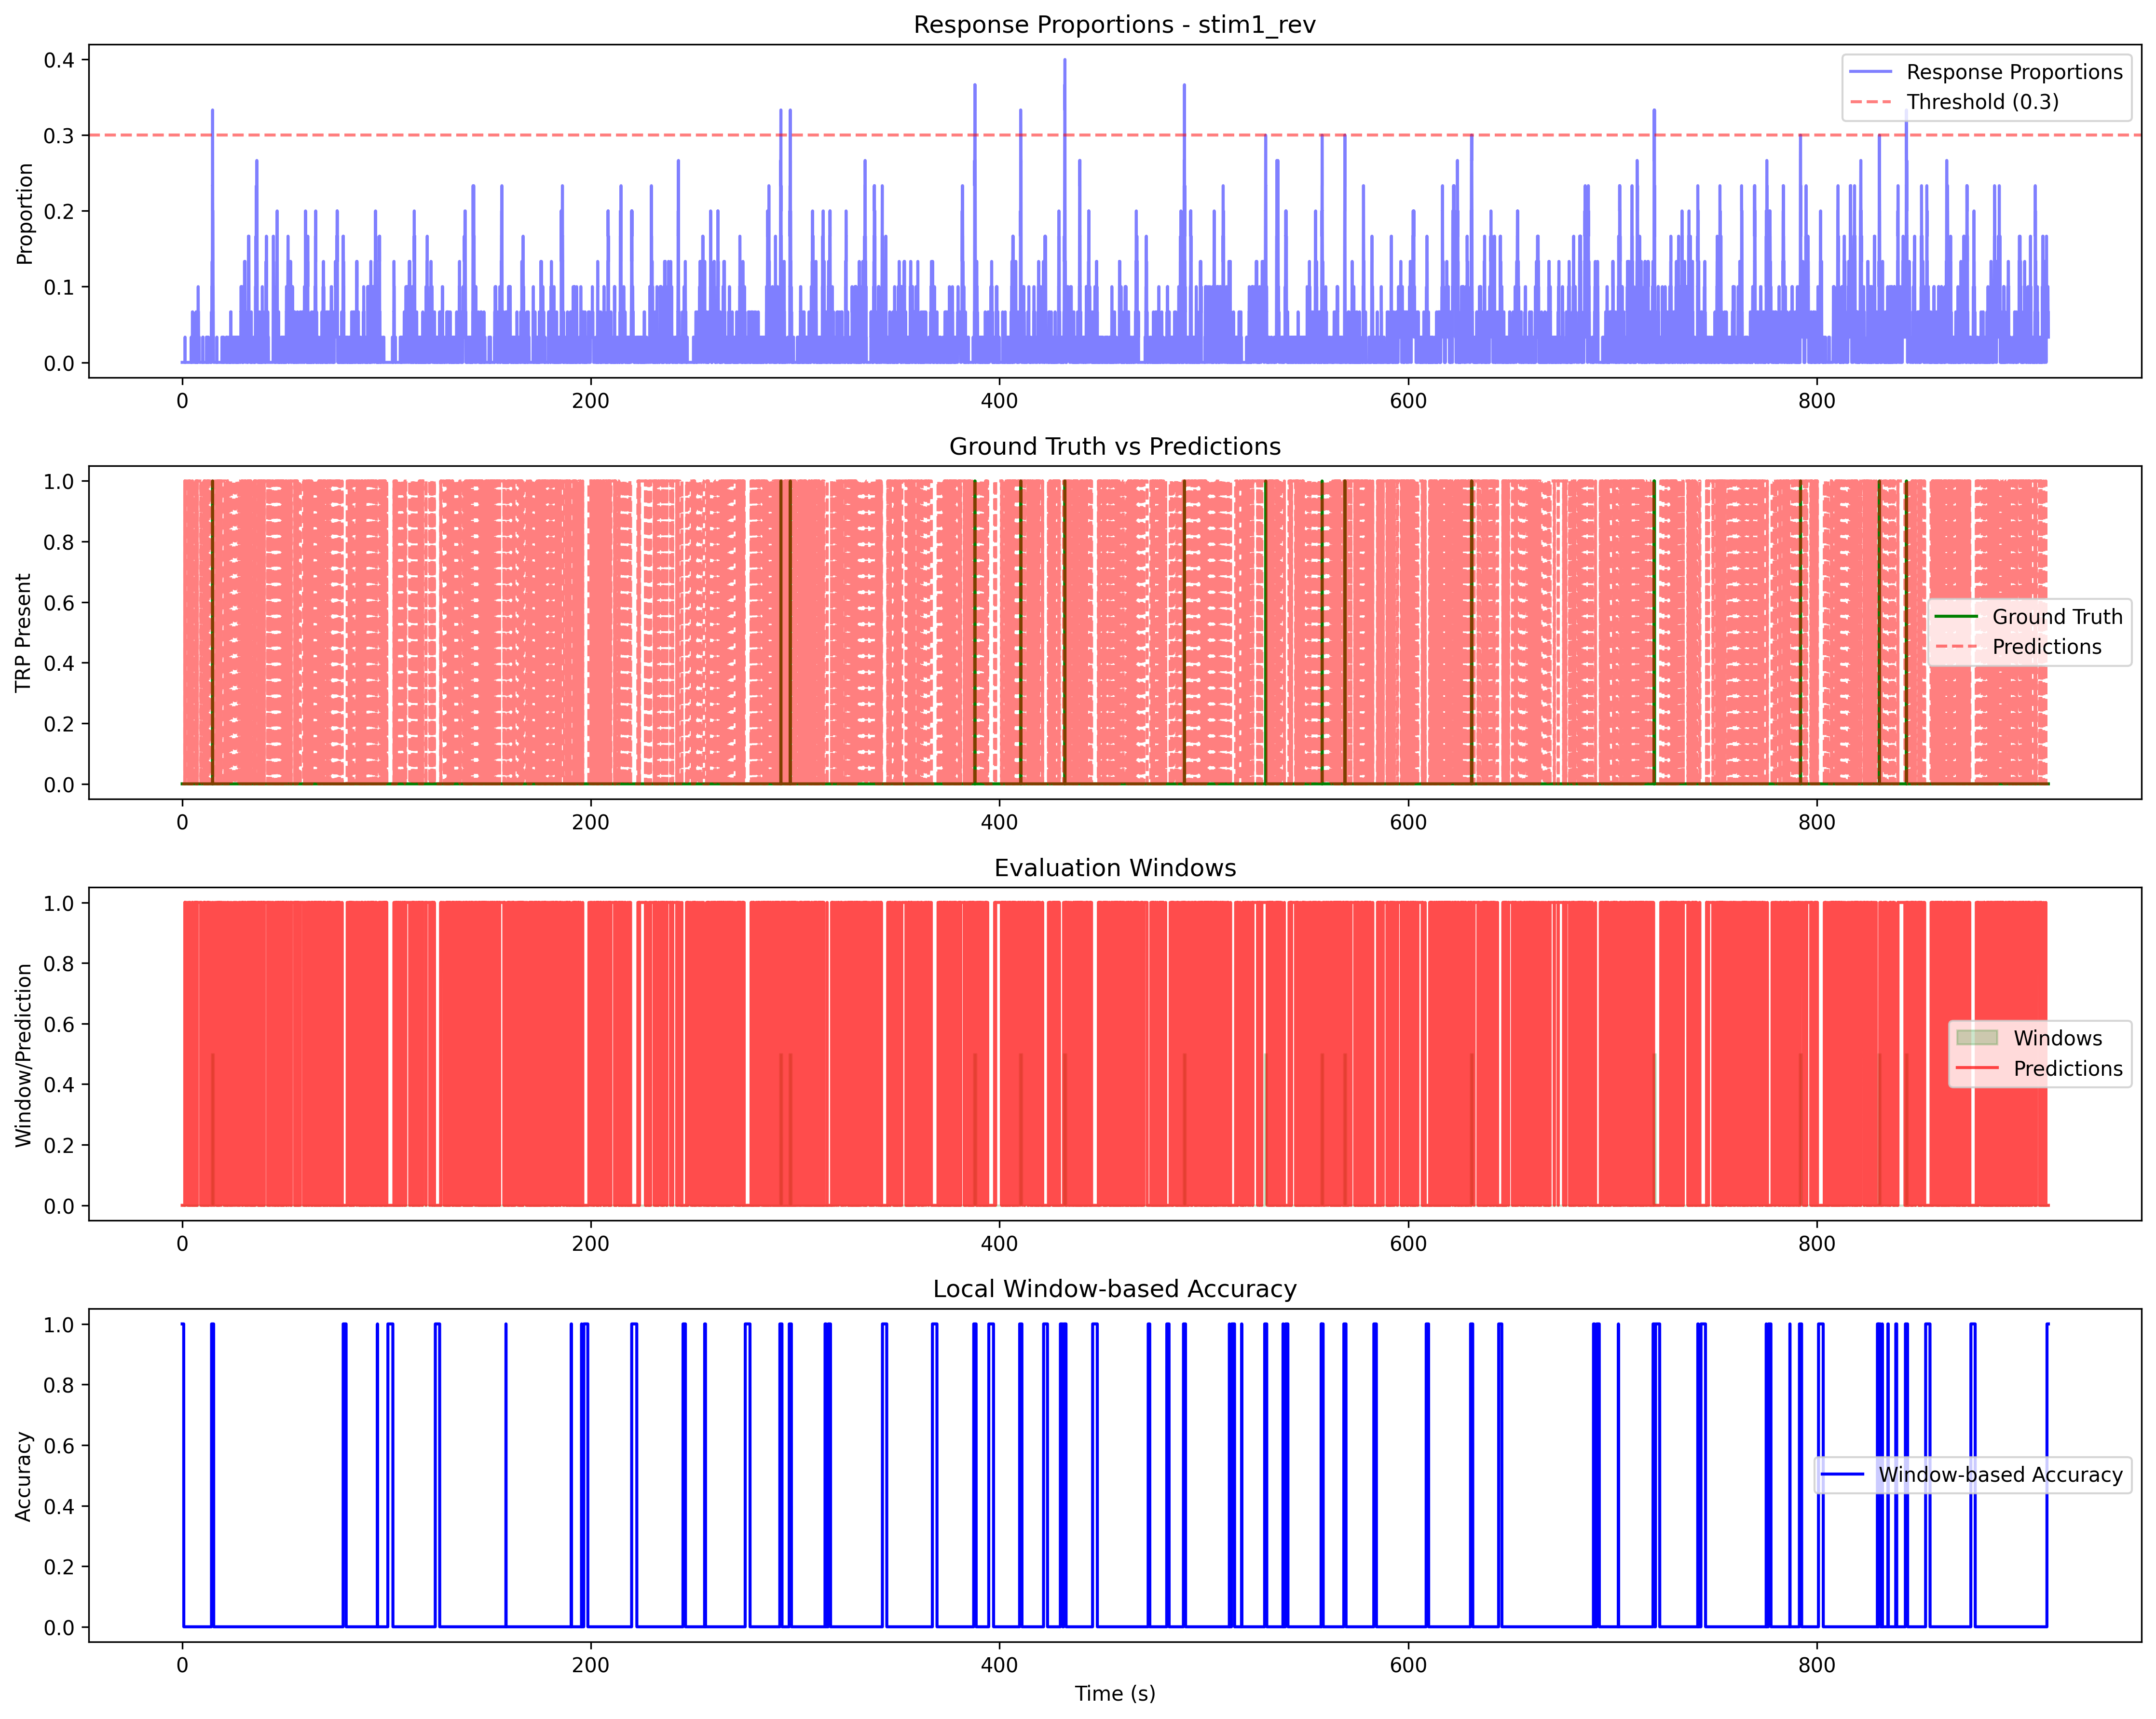 Response Proportions - stim1_rev
Proportion
0.4
0.3
0.2
0.1
0.0
Response Proportions
Threshold (0.3)
0 200 400 600 800
Ground Truth vs Predictions
TRP Present
1.0
0.8
0.6
0.4
0.2
0.0
Ground Truth
Predictions
0 200 400 600 800
Evaluation Windows
Window/Prediction
1.0
0.8
0.6
0.4
0.2
0.0
Windows
Predictions
0 200 400 600 800
Local Window-based Accuracy
Accuracy
1.0
0.8
0.6
0.4
0.2
0.0
Window-based Accuracy
0 200 400 600 800
Time (s)